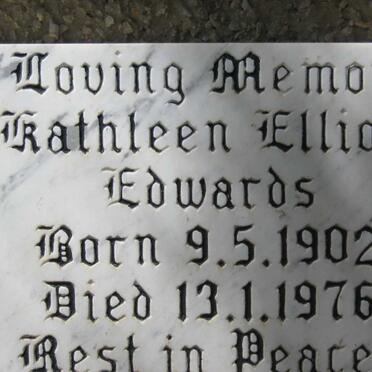 Loving Memo
Kathleen Ellio
Edwards
Born 9.5.1902
Died 13.1.1976
Rest in Peace